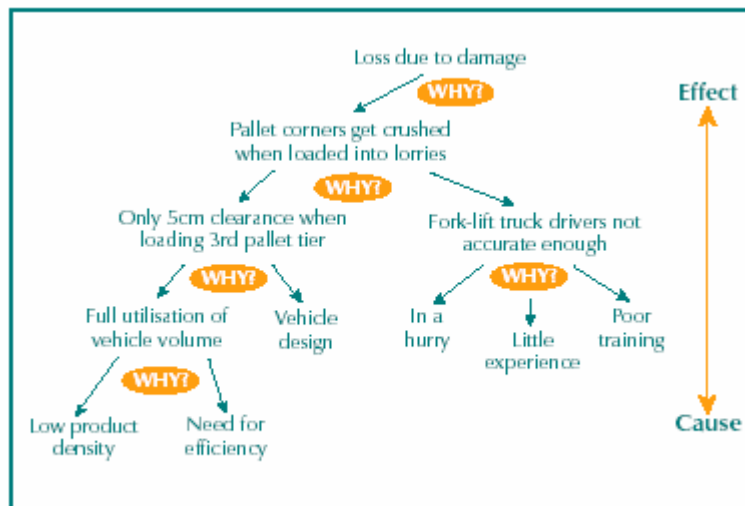 Loss due to damage
WHY?
Effect
Pallet corners get crushed
when loaded into lorries
WHY?
Only 5cm clearance when
loading 3rd pallet tier
Fork-lift truck drivers not
accurate enough
WHY?
WHY?
Full utilisation of
vehicle volume
Vehicle
design
In a
hurry
Little
experience
Poor
training
WHY?
Low product
density
Need for
efficiency
Cause